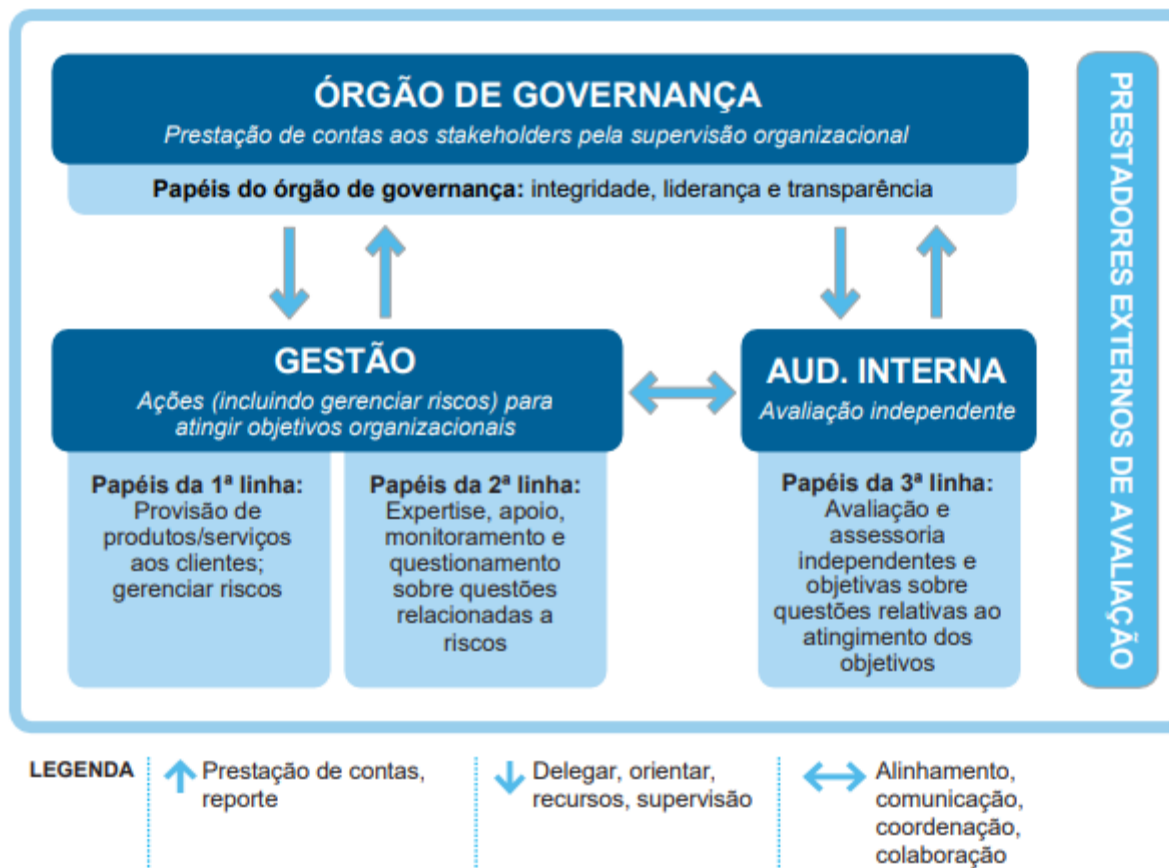 ÓRGÃO DE GOVERNANÇA
Prestação de contas aos stakeholders pela supervisão organizacional
Papéis do órgão de governança: integridade, liderança e transparência
GESTÃO
Ações (incluindo gerenciar riscos) para
atingir objetivos organizacionais
Papéis da 1ª linha:
Provisão de
produtos/serviços
aos clientes;
gerenciar riscos
Papéis da 2ª linha:
Expertise, apoio,
monitoramento e
questionamento
sobre questões
relacionadas a
riscos
AUD. INTERNA
Avaliação independente
Papéis da 3ª linha:
Avaliação e
assessoria
independentes e
objetivas sobre
questões relativas ao
atingimento dos
objetivos
PRESTADORES EXTERNOS DE AVALIAÇÃO
LEGENDA
Prestação de contas,
reporte
Delegar, orientar,
recursos, supervisão
Alinhamento,
comunicação,
coordenação,
colaboração